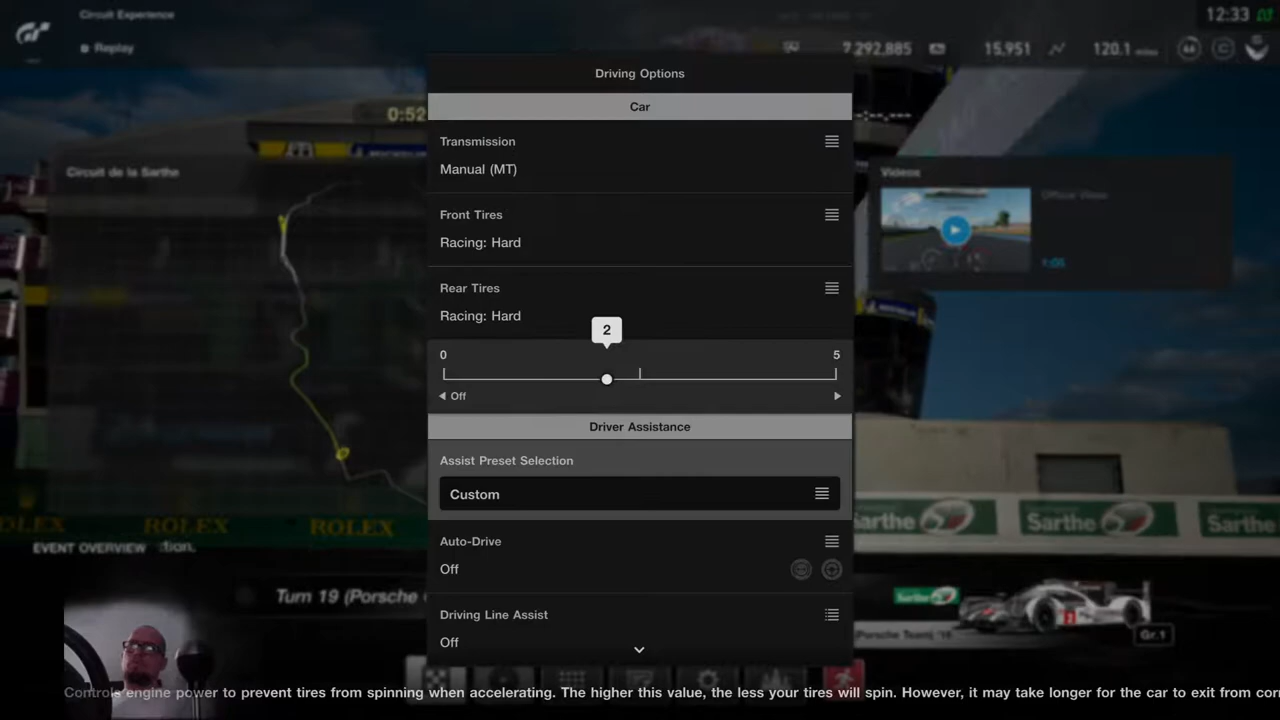 Circuit Experience
12:33
Replay
7,292,885
15,951
120.1 miles
Driving Options
Car
0:52
Transmission
Manual (MT)
Circuit de la Sarthe
Videos
Front Tires
Racing: Hard
Rear Tires
Racing: Hard
1:05
2
0
5
Off
Driver Assistance
Assist Preset Selection
Custom
ROLEX
ROLEX
Sarthe
Sarthe
Sarthe
EVENT OVERVIEW
Auto-Drive
Off
Turn 19 (Porsche
Sarthe
Driving Line Assist
Off
Gr.1
Controls engine power to prevent tires from spinning when accelerating. The higher this value, the less your tires will spin. However, it may take longer for the car to exit from cor